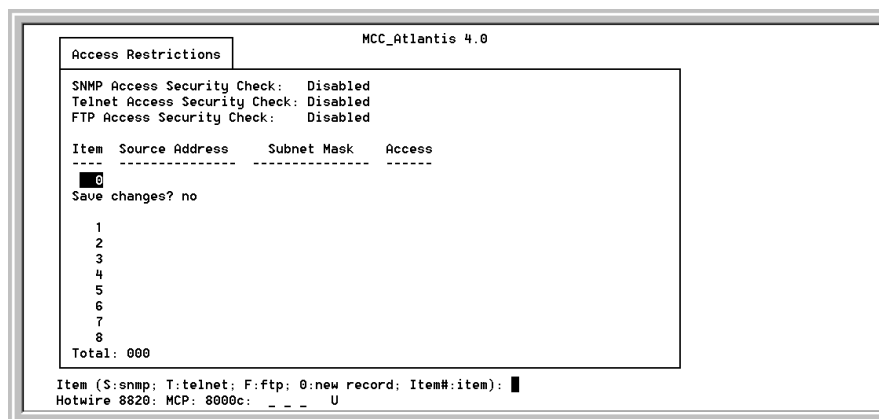 MCC_Atlantis 4.0
Access Restrictions
SNMP Access Security Check: Disabled
Telnet Access Security Check: Disabled
FTP Access Security Check: Disabled
Item Source Address Subnet Mask Access
---- --------------- --------------- ------
0
Save changes? no
1
2
3
4
5
6
7
8
Total: 000
Item (S:snmp; T:telnet; F:ftp; 0:new record; Item#:item):
Hotwire 8820: MCP: 8000c: _ _ _ U